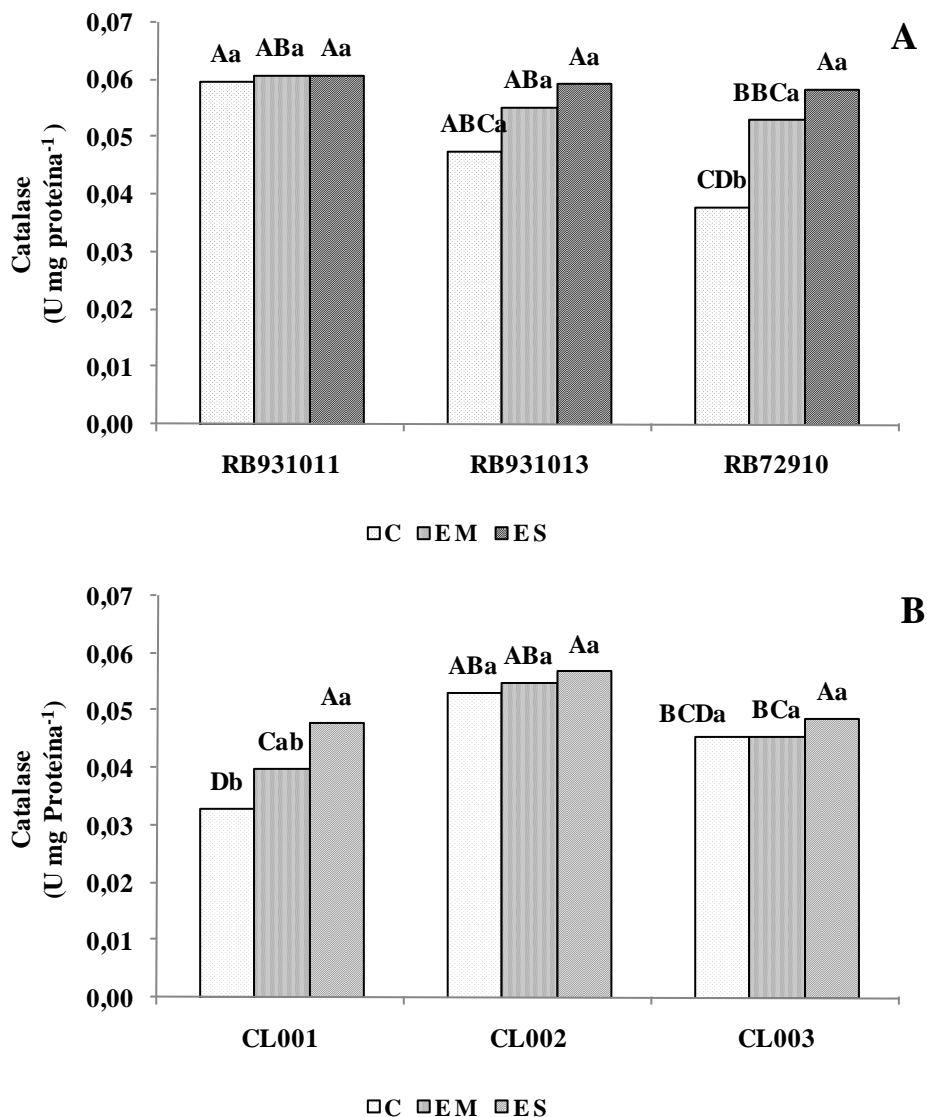 A
0,07
0,06
0,05
0,04
0,03
0,02
0,01
0,00
Catalase
(U mg proteína-1 )
Aa ABa Aa
ABCa ABa Aa
CDb BBCa Aa
RB931011 RB931013 RB72910
C EM ES
B
0,07
0,06
0,05
0,04
0,03
0,02
0,01
0,00
Catalase
(U mg Proteína-1)
Db Cab Aa
ABa ABa Aa
BCDa BCa Aa
CL001 CL002 CL003
C EM ES